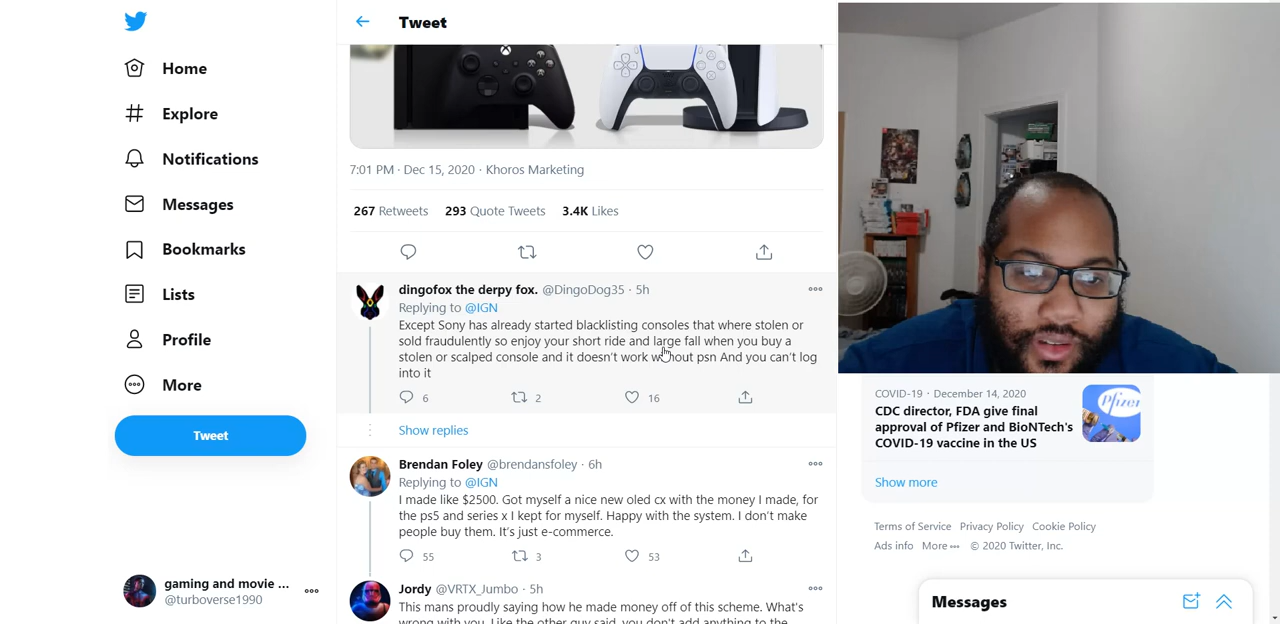 Tweet
Home
Explore
Notifications
Messages
Bookmarks
Lists
Profile
More
Tweet
gaming and movie ...
@turboverse1990
7:01 PM · Dec 15, 2020 · Khoros Marketing
267 Retweets 293 Quote Tweets 3.4K Likes
dingofox the derpy fox. @DingoDog35 · 5h
Replying to @IGN
Except Sony has already started blacklisting consoles that where stolen or
sold fraudulently so enjoy your short ride and large fall when you buy a
stolen or scalped console and it doesn't work without psn And you can't log
into it
6 2 16
Show replies
Brendan Foley @brendansfoley · 6h
Replying to @IGN
I made like $2500. Got myself a nice new oled cx with the money I made, for
the ps5 and series x I kept for myself. Happy with the system. I don't make
people buy them. It's just e-commerce.
55 3 53
Jordy @VRTX_Jumbo · 5h
This mans proudly saying how he made money off of this scheme. What's
wrong with you. Like the other guy said, you don't add anything to the
COVID-19 · December 14, 2020
CDC director, FDA give final
approval of Pfizer and BioNTech's
COVID-19 vaccine in the US
Pfizer
Show more
Terms of Service Privacy Policy Cookie Policy
Ads info More ··· © 2020 Twitter, Inc.
Messages